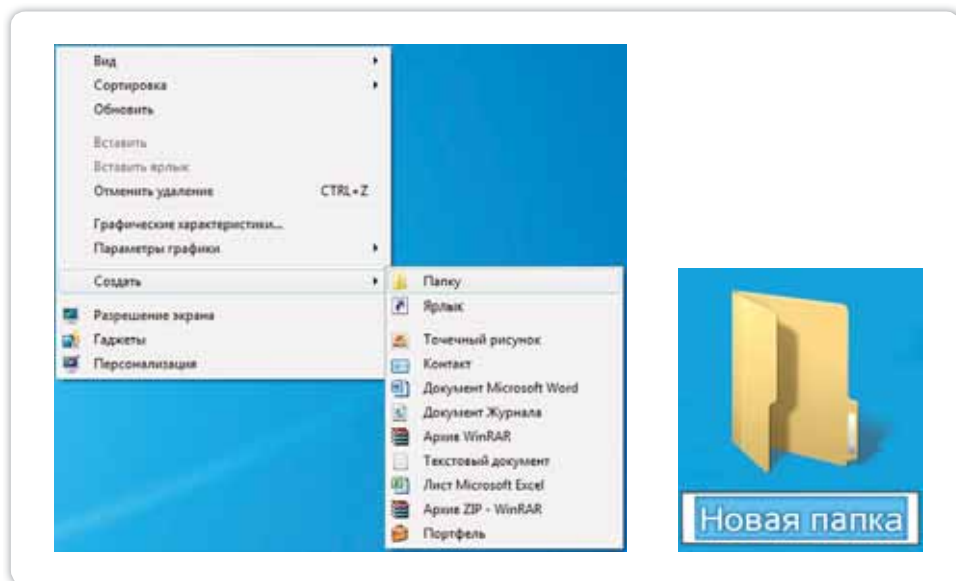 Вид
Сортировка
Обновить
Вставить
Вставить ярлык
Отменить удаление CTRL+Z
Графические характеристики...
Параметры графики
Создать
Разрешение экрана
Гаджеты
Персонализация
Папку
Ярлык
Точечный рисунок
Контакт
Документ Microsoft Word
Документ Журнала
Архив WinRAR
Текстовый документ
Лист Microsoft Excel
Архив ZIP - WinRAR
Портфель
Новая папка